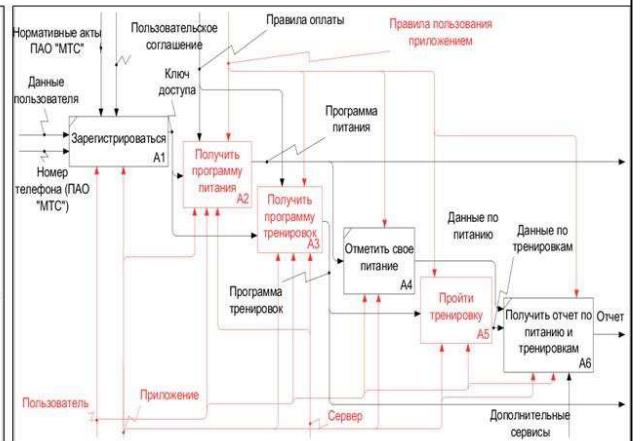 Нормативные акты
ПАО "МТС"
Пользовательское
соглашение
Правила оплаты
Правила пользования
приложением
Данные
пользователя
Ключ
доступа
Зарегистрироваться
A1
Номер
телефона (ПАО
"МТС")
Программа
питания
Получить
программу
питания
A2
Получить
программу
тренировок
A3
Отметить свое
питание
A4
Данные по
питанию
Данные по
тренировкам
Программа
тренировок
Пройти
тренировку
A5
Получить отчет по
питанию и
тренировкам
A6
Отчет
Пользователь
Приложение
Сервер
Дополнительные
сервисы